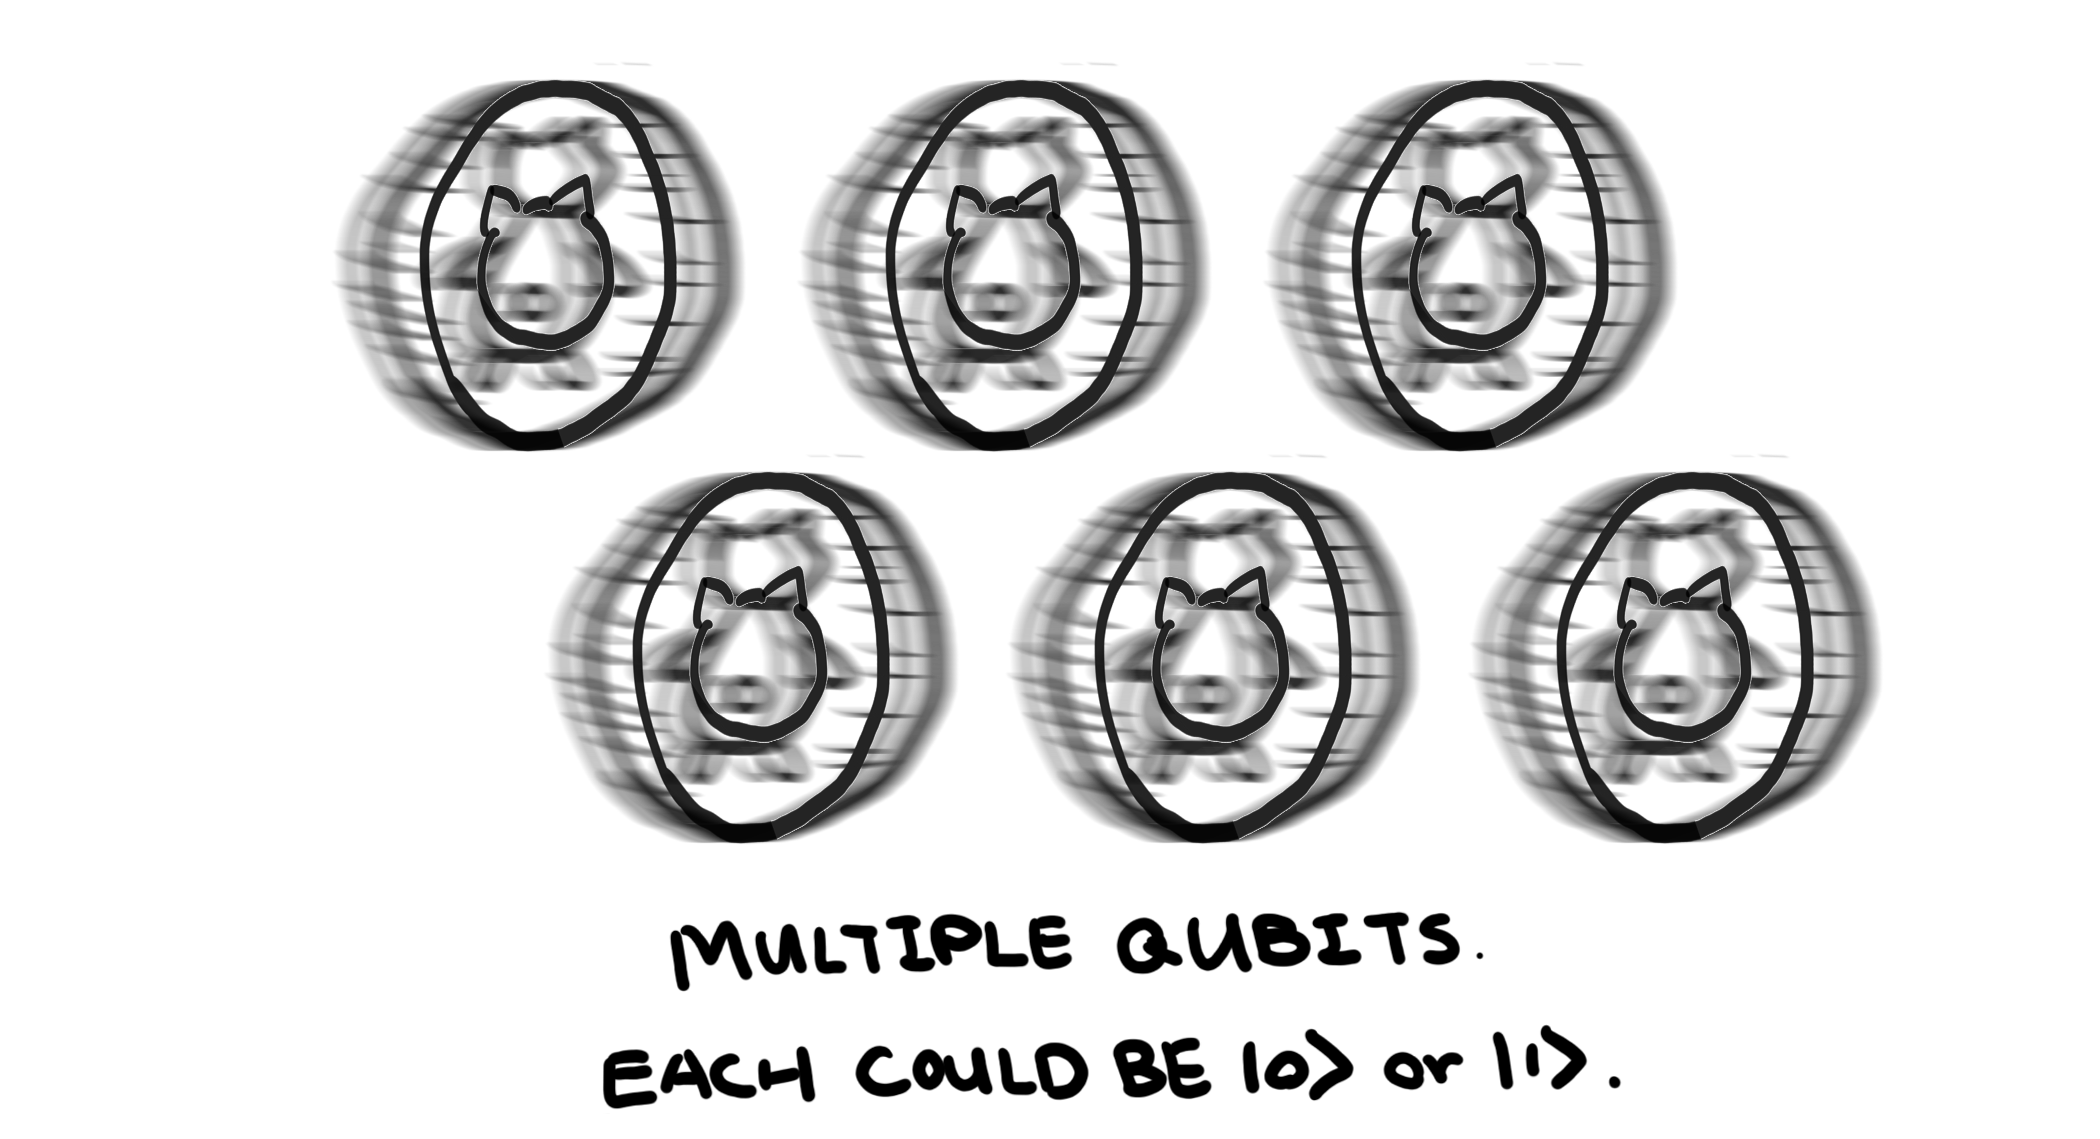 MULTIPLE QUBITS.
EACH COULD BE |0> or |1>.